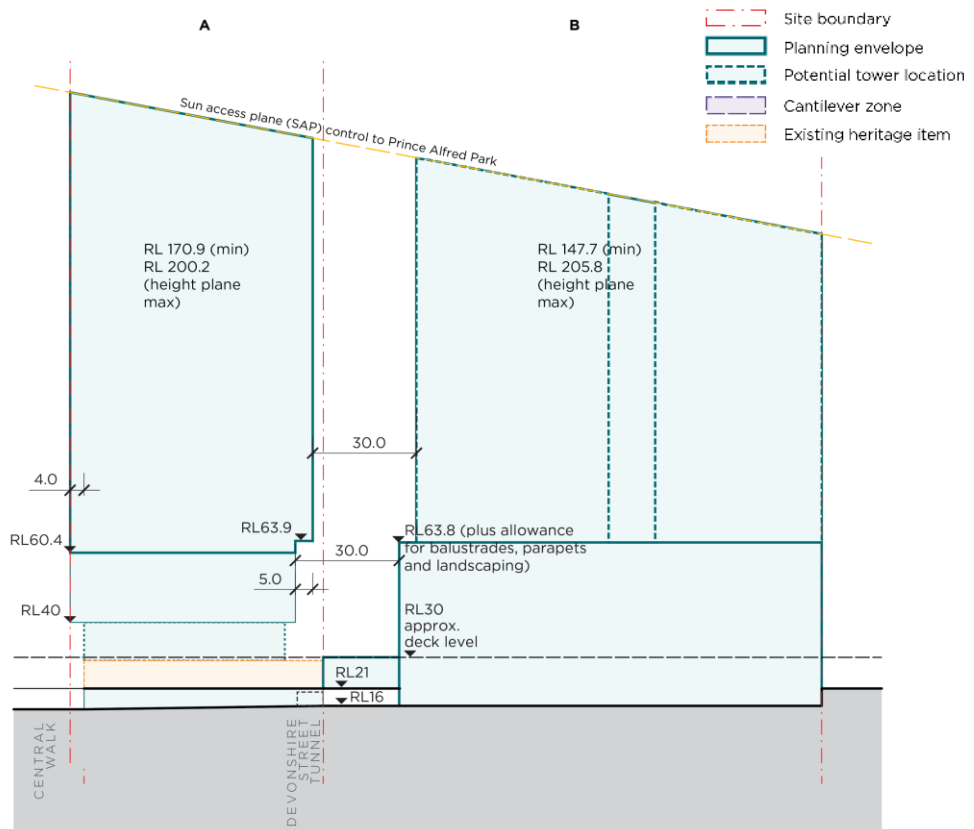 A
B
Site boundary
Planning envelope
Potential tower location
Cantilever zone
Existing heritage item
Sun access plane (SAP) control to Prince Alfred Park
RL 170.9 (min)
RL 200.2
(height plane
max)
RL 147.7 (min)
RL 205.8
(height plane
max)
30.0
4.0
RL63.9
RL60.4
30.0
RL63.8 (plus allowance
for balustrades, parapets
and landscaping)
5.0
RL40
RL30
approx.
deck level
RL21
RL16
CENTRAL
WALK
DEVONSHIRE
STREET
TUNNEL